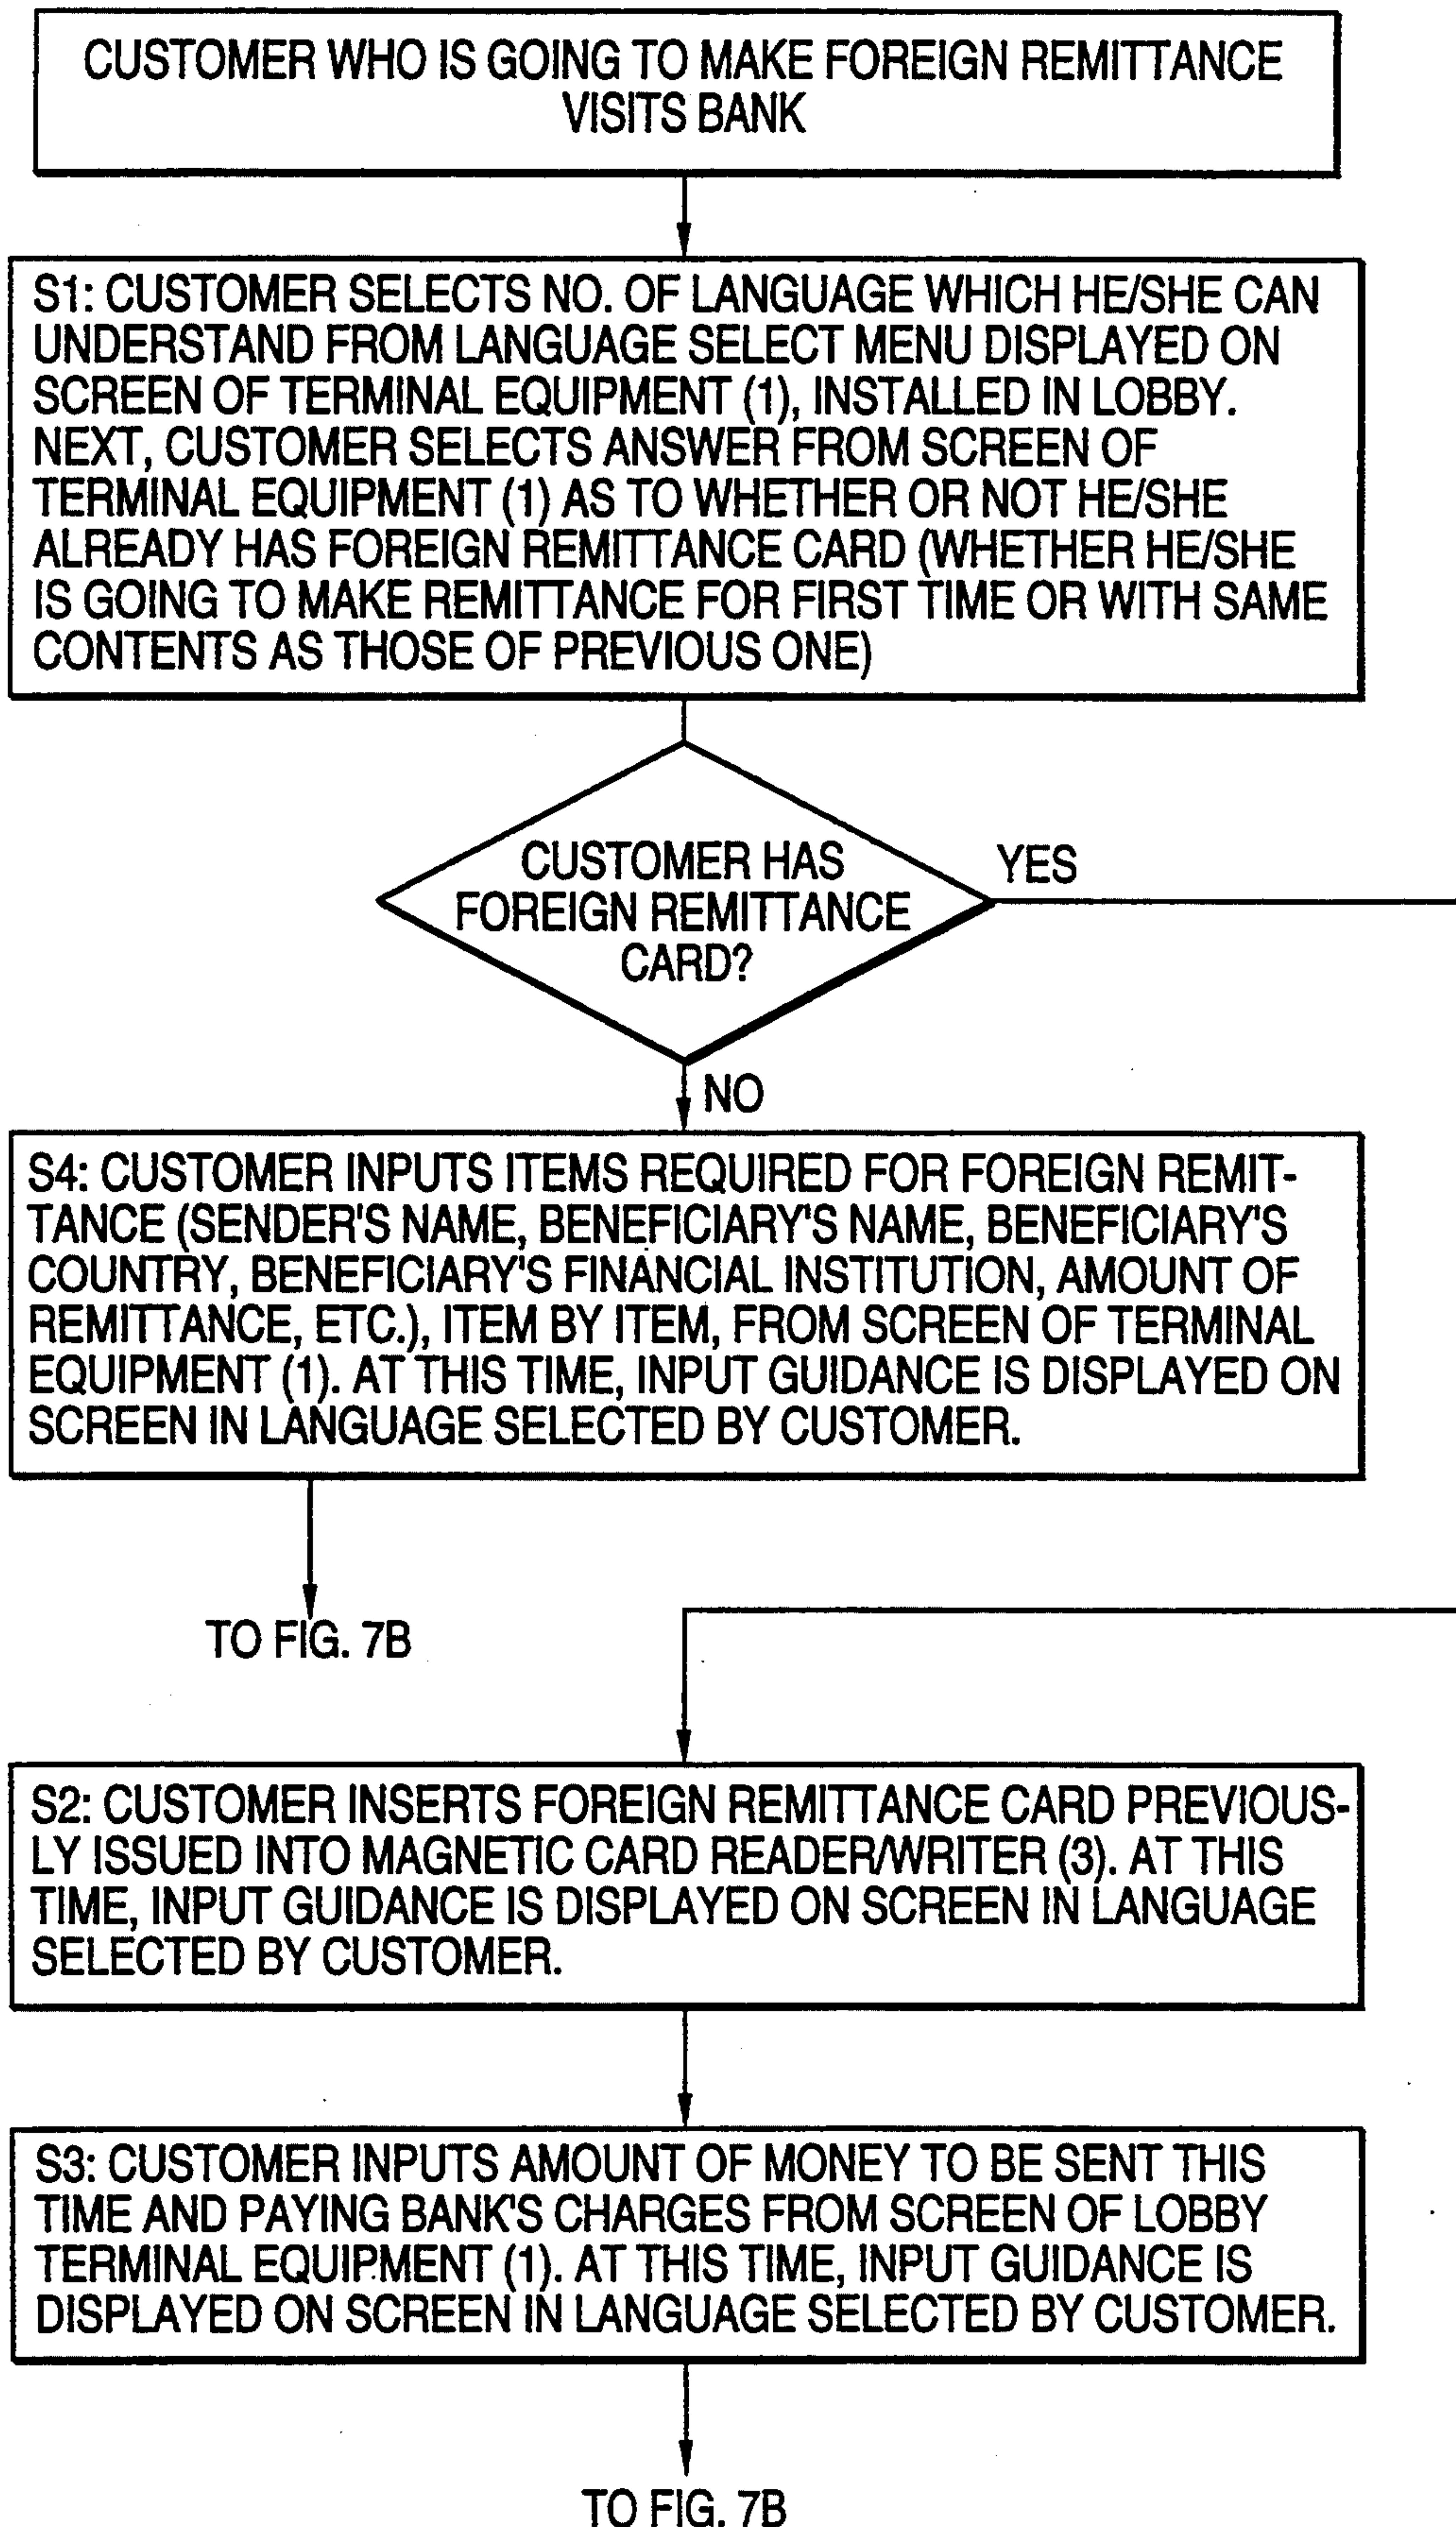 CUSTOMER WHO IS GOING TO MAKE FOREIGN REMITTANCE
VISITS BANK
S1: CUSTOMER SELECTS NO. OF LANGUAGE WHICH HE/SHE CAN
UNDERSTAND FROM LANGUAGE SELECT MENU DISPLAYED ON
SCREEN OF TERMINAL EQUIPMENT (1), INSTALLED IN LOBBY.
NEXT, CUSTOMER SELECTS ANSWER FROM SCREEN OF
TERMINAL EQUIPMENT (1) AS TO WHETHER OR NOT HE/SHE
ALREADY HAS FOREIGN REMITTANCE CARD (WHETHER HE/SHE
IS GOING TO MAKE REMITTANCE FOR FIRST TIME OR WITH SAME
CONTENTS AS THOSE OF PREVIOUS ONE)
CUSTOMER HAS
FOREIGN REMITTANCE
CARD?
YES
NO
S4: CUSTOMER INPUTS ITEMS REQUIRED FOR FOREIGN REMIT-
TANCE (SENDER'S NAME, BENEFICIARY'S NAME, BENEFICIARY'S
COUNTRY, BENEFICIARY'S FINANCIAL INSTITUTION, AMOUNT OF
REMITTANCE, ETC.), ITEM BY ITEM, FROM SCREEN OF TERMINAL
EQUIPMENT (1). AT THIS TIME, INPUT GUIDANCE IS DISPLAYED ON
SCREEN IN LANGUAGE SELECTED BY CUSTOMER.
TO FIG. 7B
S2: CUSTOMER INSERTS FOREIGN REMITTANCE CARD PREVIOUS-
LY ISSUED INTO MAGNETIC CARD READER/WRITER (3). AT THIS
TIME, INPUT GUIDANCE IS DISPLAYED ON SCREEN IN LANGUAGE
SELECTED BY CUSTOMER.
S3: CUSTOMER INPUTS AMOUNT OF MONEY TO BE SENT THIS
TIME AND PAYING BANK'S CHARGES FROM SCREEN OF LOBBY
TERMINAL EQUIPMENT (1). AT THIS TIME, INPUT GUIDANCE IS
DISPLAYED ON SCREEN IN LANGUAGE SELECTED BY CUSTOMER.
TO FIG. 7B